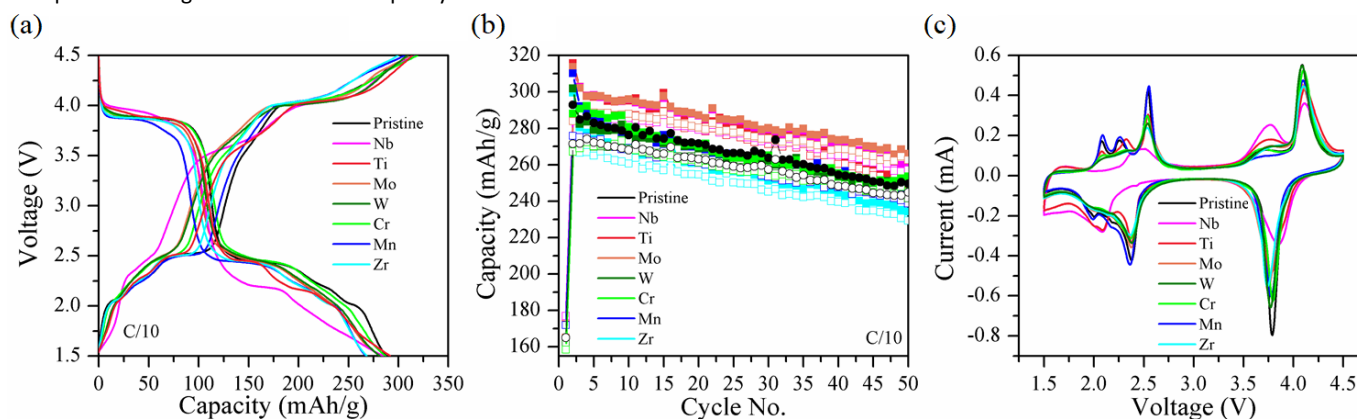 (a)
4.5
4.0
3.5
3.0
2.5
2.0
1.5
Voltage (V)
0 50 100 150 200 250 300 350
Capacity (mAh/g)
Pristine
Nb
Ti
Mo
W
Cr
Mn
Zr
C/10
(b)
320
300
280
260
240
220
200
180
160
Capacity (mAh/g)
0 5 10 15 20 25 30 35 40 45 50
Cycle No.
Pristine
Nb
Ti
Mo
W
Cr
Mn
Zr
C/10
(c)
0.6
0.4
0.2
0.0
-0.2
-0.4
-0.6
-0.8
Current (mA)
1.5 2.0 2.5 3.0 3.5 4.0 4.5
Voltage (V)
Pristine
Nb
Ti
Mo
W
Cr
Mn
Zr